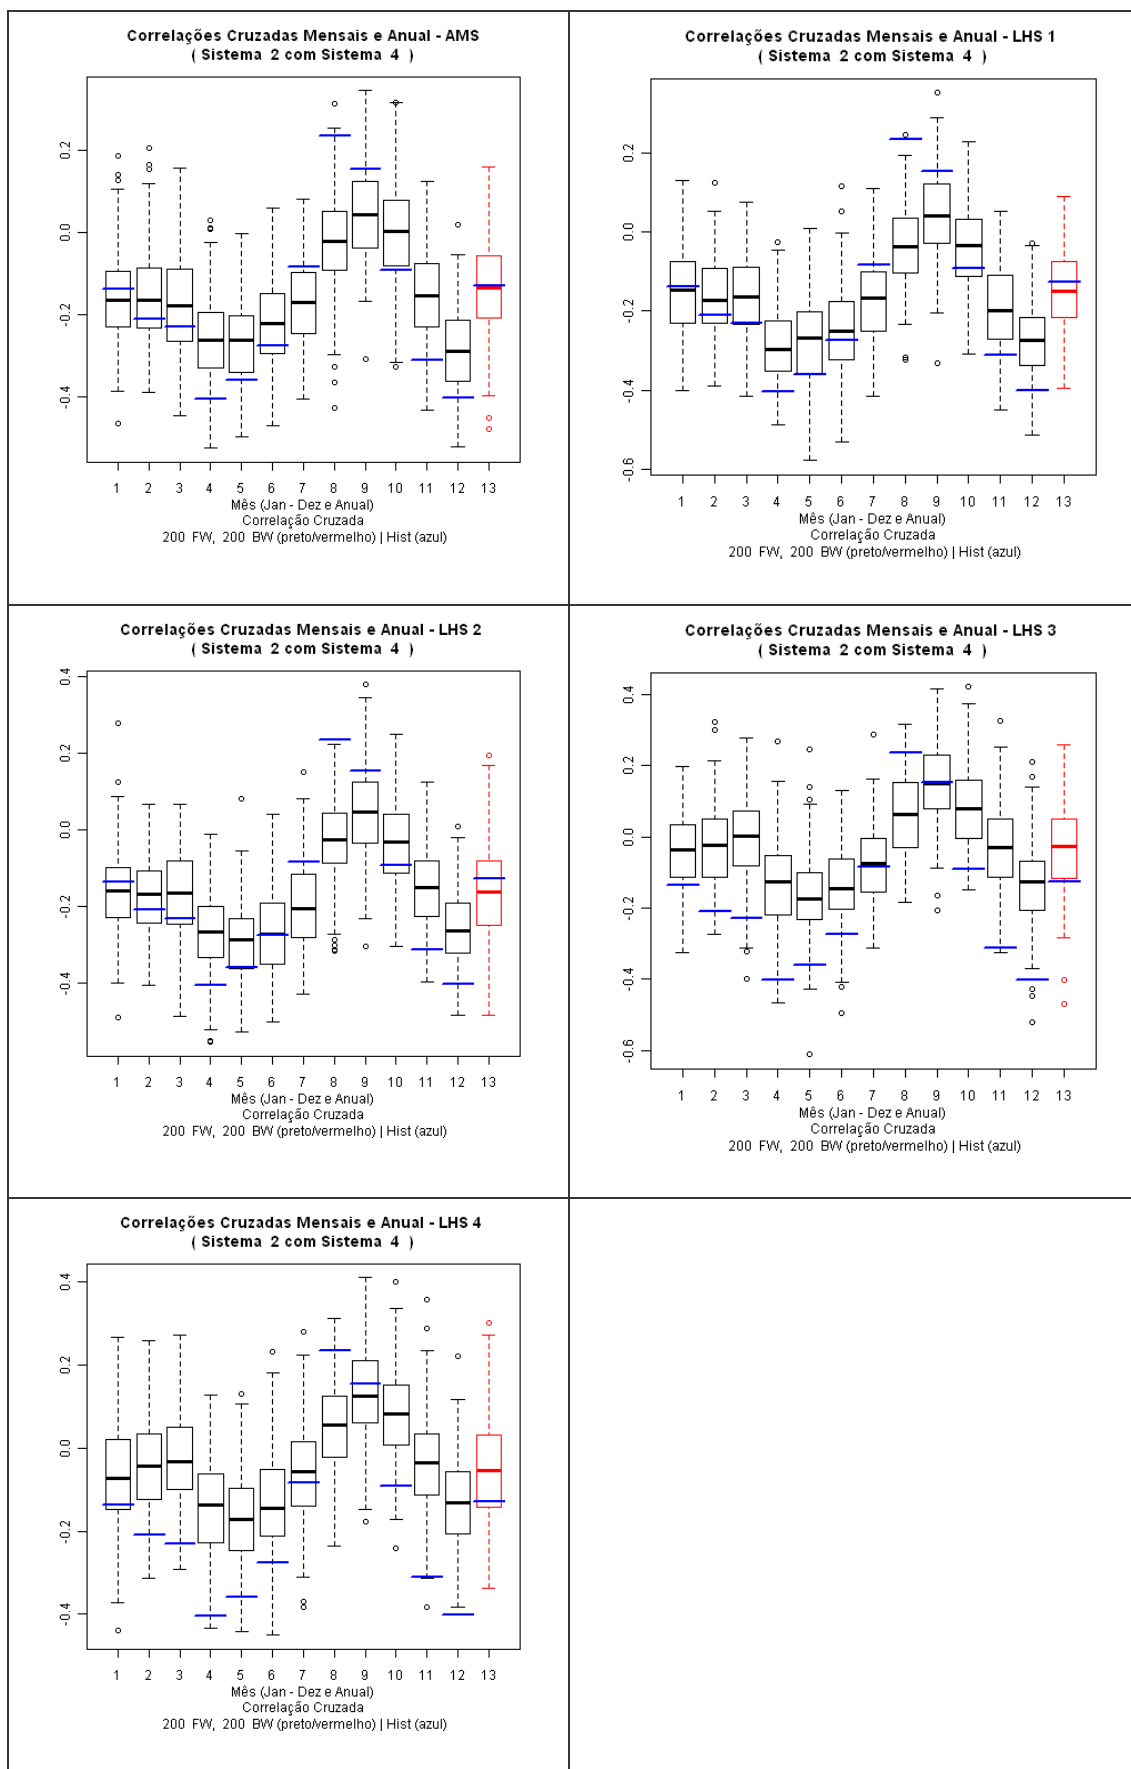 Correlações Cruzadas Mensais e Anual - AMS
( Sistema 2 com Sistema 4 )
0.2
0.0
-0.2
-0.4
1 2 3 4 5 6 7 8 9 10 11 12 13
Mês (Jan - Dez e Anual)
Correlação Cruzada
200 FW, 200 BW (preto/vermelho) | Hist (azul)
Correlações Cruzadas Mensais e Anual - LHS 1
( Sistema 2 com Sistema 4 )
0.2
0.0
-0.2
-0.4
-0.6
1 2 3 4 5 6 7 8 9 10 11 12 13
Mês (Jan - Dez e Anual)
Correlação Cruzada
200 FW, 200 BW (preto/vermelho) | Hist (azul)
Correlações Cruzadas Mensais e Anual - LHS 2
( Sistema 2 com Sistema 4 )
0.4
0.2
0.0
-0.2
-0.4
1 2 3 4 5 6 7 8 9 10 11 12 13
Mês (Jan - Dez e Anual)
Correlação Cruzada
200 FW, 200 BW (preto/vermelho) | Hist (azul)
Correlações Cruzadas Mensais e Anual - LHS 3
( Sistema 2 com Sistema 4 )
0.4
0.2
0.0
-0.2
-0.4
-0.6
1 2 3 4 5 6 7 8 9 10 11 12 13
Mês (Jan - Dez e Anual)
Correlação Cruzada
200 FW, 200 BW (preto/vermelho) | Hist (azul)
Correlações Cruzadas Mensais e Anual - LHS 4
( Sistema 2 com Sistema 4 )
0.4
0.2
0.0
-0.2
-0.4
1 2 3 4 5 6 7 8 9 10 11 12 13
Mês (Jan - Dez e Anual)
Correlação Cruzada
200 FW, 200 BW (preto/vermelho) | Hist (azul)